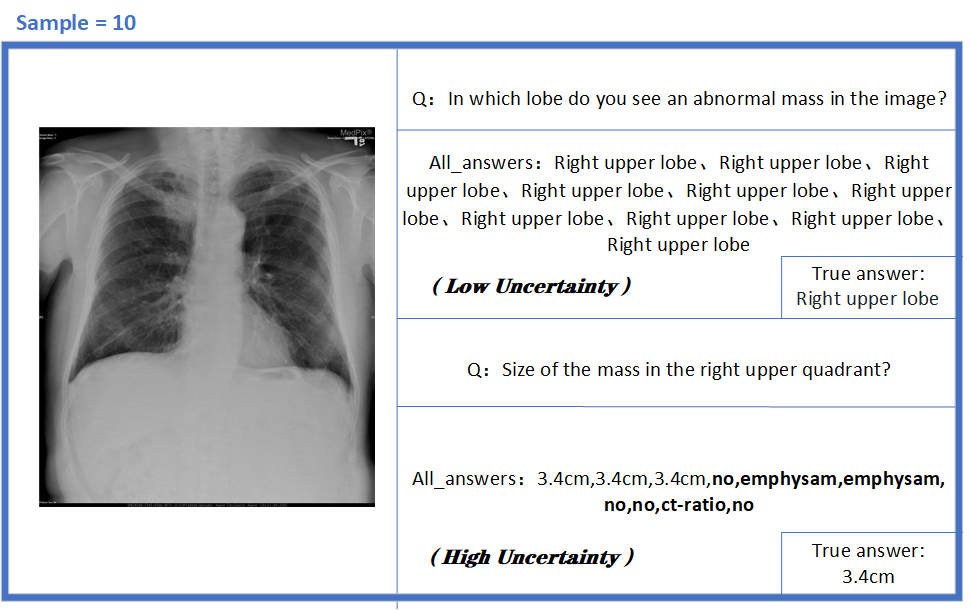 Sample = 10
MedPix®
Q：In which lobe do you see an abnormal mass in the image?
All_answers：Right upper lobe、Right upper lobe、Right
upper lobe、Right upper lobe、Right upper lobe、Right upper
lobe、Right upper lobe、Right upper lobe、Right upper lobe、
Right upper lobe
( Low Uncertainty )
True answer:
Right upper lobe
Q：Size of the mass in the right upper quadrant?
All_answers：3.4cm,3.4cm,3.4cm,no,emphysam,emphysam,
no,no,ct-ratio,no
( High Uncertainty )
True answer:
3.4cm